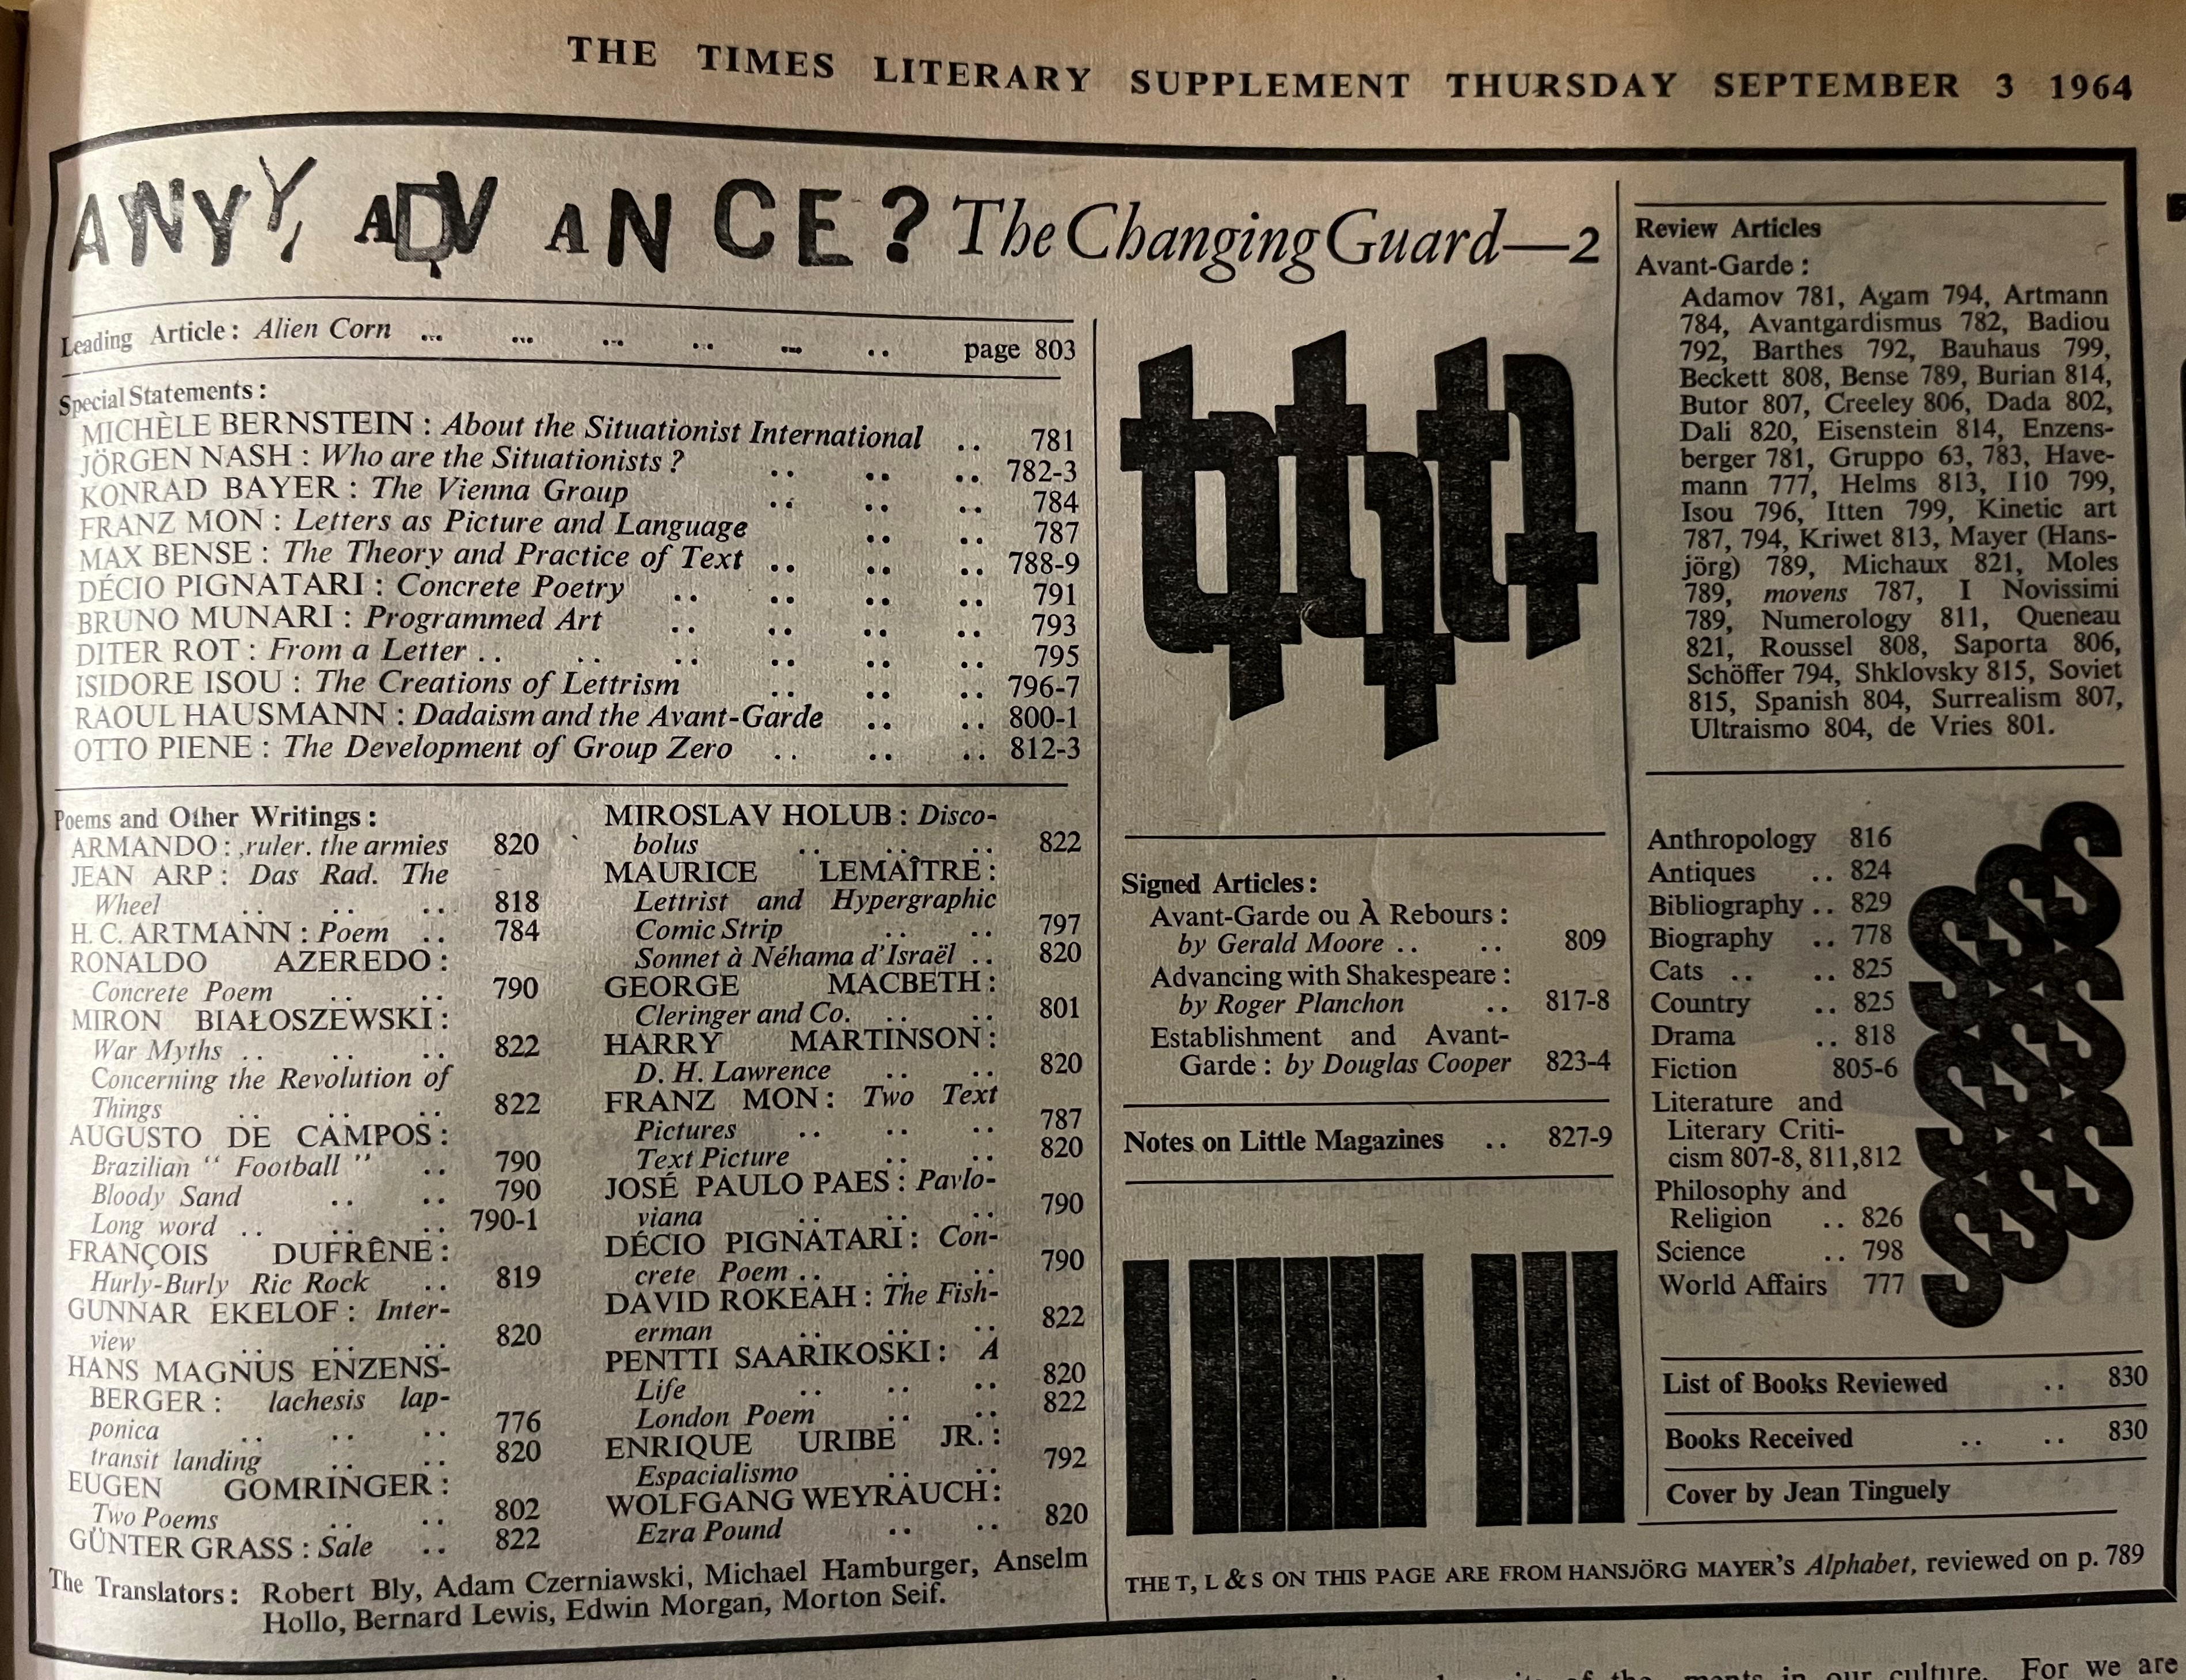 THE TIMES LITERARY SUPPLEMENT THURSDAY SEPTEMBER 3 1964
ANYY, ADVANCE? The Changing Guard—2
Leading Article: Alien Corn ... ... ... .. ... .. page 803
Special Statements:
MICHÈLE BERNSTEIN: About the Situationist International .. 781
JÖRGEN NASH: Who are the Situationists? .. .. .. 782-3
KONRAD BAYER: The Vienna Group .. .. .. 784
FRANZ MON: Letters as Picture and Language .. .. 787
MAX BENSE: The Theory and Practice of Text .. .. .. 788-9
DÉCIO PIGNATARI: Concrete Poetry .. .. .. .. 791
BRUNO MUNARI: Programmed Art .. .. .. .. 793
DITER ROT: From a Letter .. .. .. .. .. .. 795
ISIDORE ISOU: The Creations of Lettrism .. .. .. 796-7
RAOUL HAUSMANN: Dadaism and the Avant-Garde .. .. 800-1
OTTO PIENE: The Development of Group Zero .. .. .. 812-3
Poems and Other Writings:
ARMANDO: ,ruler. the armies 820
JEAN ARP: Das Rad. The
Wheel .. .. .. 818
H. C. ARTMANN: Poem .. 784
RONALDO AZEREDO:
Concrete Poem .. .. 790
MIRON BIAŁOSZEWSKI:
War Myths .. .. .. 822
Concerning the Revolution of
Things .. .. .. 822
AUGUSTO DE CAMPOS:
Brazilian “ Football ” .. 790
Bloody Sand .. .. 790
Long word .. .. .. 790-1
FRANÇOIS DUFRÊNE:
Hurly-Burly Ric Rock .. 819
GUNNAR EKELOF: Inter-
view .. .. .. 820
HANS MAGNUS ENZENS-
BERGER: lachesis lap-
ponica .. .. .. 776
transit landing .. .. 820
EUGEN GOMRINGER:
Two Poems .. .. 802
GÜNTER GRASS: Sale .. 822
MIROSLAV HOLUB: Disco-
bolus .. .. .. 822
MAURICE LEMAÎTRE:
Lettrist and Hypergraphic
Comic Strip .. .. 797
Sonnet à Néhama d'Israël .. 820
GEORGE MACBETH:
Cleringer and Co. .. .. 801
HARRY MARTINSON:
D. H. Lawrence .. .. 820
FRANZ MON: Two Text
Pictures .. .. .. 787
Text Picture .. .. 820
JOSÉ PAULO PAES: Pavlo-
viana .. .. .. 790
DÉCIO PIGNATARI: Con-
crete Poem .. .. .. 790
DAVID ROKEAH: The Fish-
erman .. .. .. 822
PENTTI SAARIKOSKI: A
Life .. .. .. 820
London Poem .. .. 822
ENRIQUE URIBE JR.:
Espacialismo .. .. 792
WOLFGANG WEYRAUCH:
Ezra Pound .. .. 820
The Translators: Robert Bly, Adam Czerniawski, Michael Hamburger, Anselm
Hollo, Bernard Lewis, Edwin Morgan, Morton Seif.
Signed Articles:
Avant-Garde ou À Rebours:
by Gerald Moore .. .. 809
Advancing with Shakespeare:
by Roger Planchon .. 817-8
Establishment and Avant-
Garde: by Douglas Cooper 823-4
Notes on Little Magazines .. 827-9
Review Articles
Avant-Garde:
Adamov 781, Agam 794, Artmann
784, Avantgardismus 782, Badiou
792, Barthes 792, Bauhaus 799,
Beckett 808, Bense 789, Burian 814,
Butor 807, Creeley 806, Dada 802,
Dali 820, Eisenstein 814, Enzens-
berger 781, Gruppo 63, 783, Have-
mann 777, Helms 813, I10 799,
Isou 796, Itten 799, Kinetic art
787, 794, Kriwet 813, Mayer (Hans-
jörg) 789, Michaux 821, Moles
789, movens 787, I Novissimi
789, Numerology 811, Queneau
821, Roussel 808, Saporta 806,
Schöffer 794, Shklovsky 815, Soviet
815, Spanish 804, Surrealism 807,
Ultraismo 804, de Vries 801.
Anthropology 816
Antiques .. 824
Bibliography .. 829
Biography .. 778
Cats .. .. 825
Country .. 825
Drama .. 818
Fiction 805-6
Literature and
Literary Criti-
cism 807-8, 811,812
Philosophy and
Religion .. 826
Science .. 798
World Affairs 777
List of Books Reviewed .. 830
Books Received .. .. 830
Cover by Jean Tinguely
THE T, L & S ON THIS PAGE ARE FROM HANSJÖRG MAYER'S Alphabet, reviewed on p. 789
ments in our culture. For we are